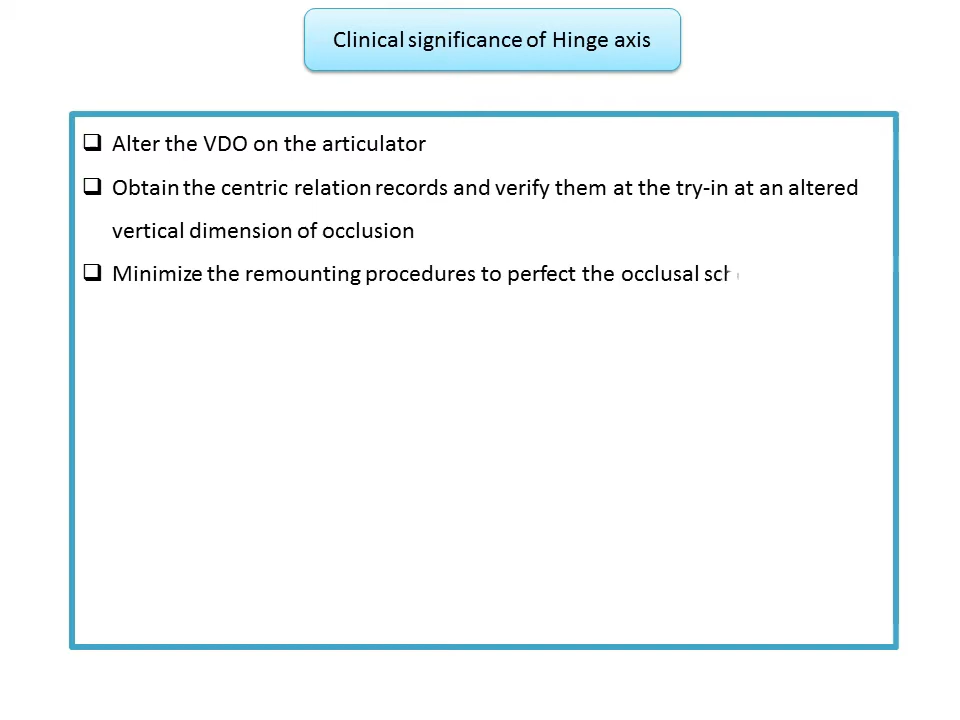 Clinical significance of Hinge axis
Alter the VDO on the articulator
Obtain the centric relation records and verify them at the try-in at an altered
vertical dimension of occlusion
Minimize the remounting procedures to perfect the occlusal